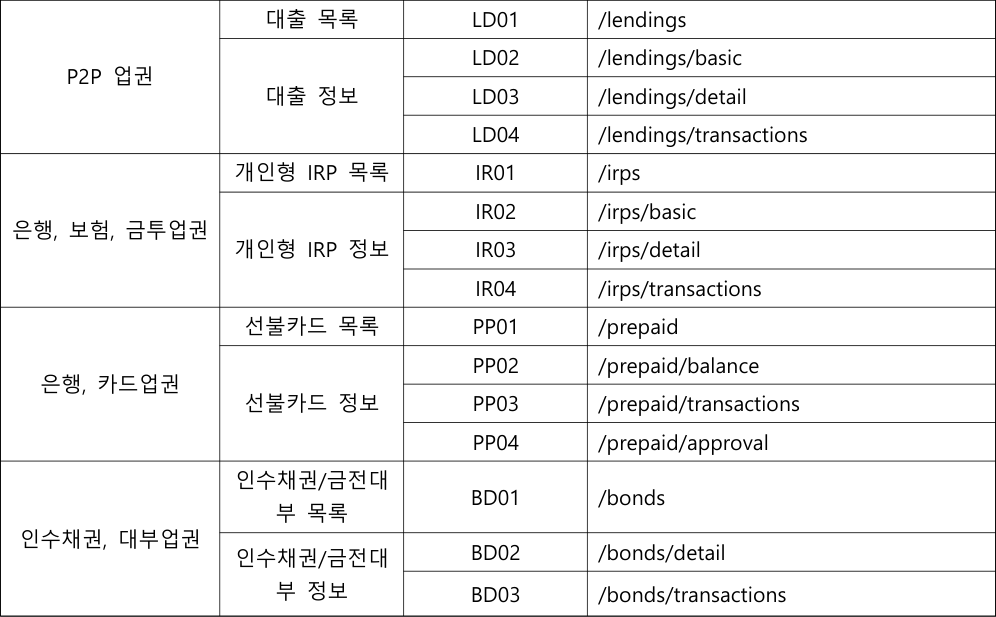 P2P 업권
대출 목록
LD01
/lendings
대출 정보
LD02
/lendings/basic
LD03
/lendings/detail
LD04
/lendings/transactions
은행, 보험, 금투업권
개인형 IRP 목록
IR01
/irps
개인형 IRP 정보
IR02
/irps/basic
IR03
/irps/detail
IR04
/irps/transactions
은행, 카드업권
선불카드 목록
PP01
/prepaid
선불카드 정보
PP02
/prepaid/balance
PP03
/prepaid/transactions
PP04
/prepaid/approval
인수채권, 대부업권
인수채권/금전대
부 목록
BD01
/bonds
인수채권/금전대
부 정보
BD02
/bonds/detail
BD03
/bonds/transactions